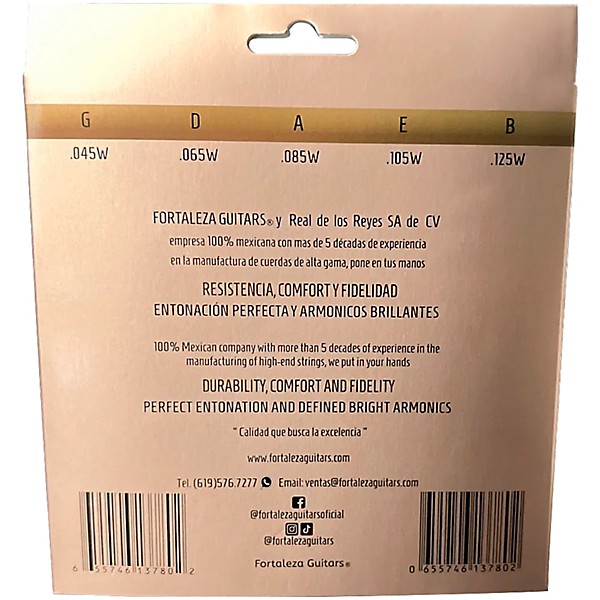 G D A E B
.045W .065W .085W .105W .125W
FORTALEZA GUITARS® y Real de los Reyes SA de CV
empresa 100% mexicana con mas de 5 décadas de experiencia
en la manufactura de cuerdas de alta gama, pone en tus manos
RESISTENCIA, COMFORT Y FIDELIDAD
ENTONACIÓN PERFECTA Y ARMONICOS BRILLANTES
100% Mexican company with more than 5 decades of experience in the
manufacturing of high-end strings, we put in your hands
DURABILITY, COMFORT AND FIDELITY
PERFECT ENTONATION AND DEFINED BRIGHT ARMONICS
" Calidad que busca la excelencia "
www.fortalezaguitars.com
Tel. (619)576.7277 Email: ventas@fortalezaguitars.com
@fortalezaguitarsoficial
@fortalezaguitars
Fortaleza Guitars®
6 55746 13780 2
0 655746 137802